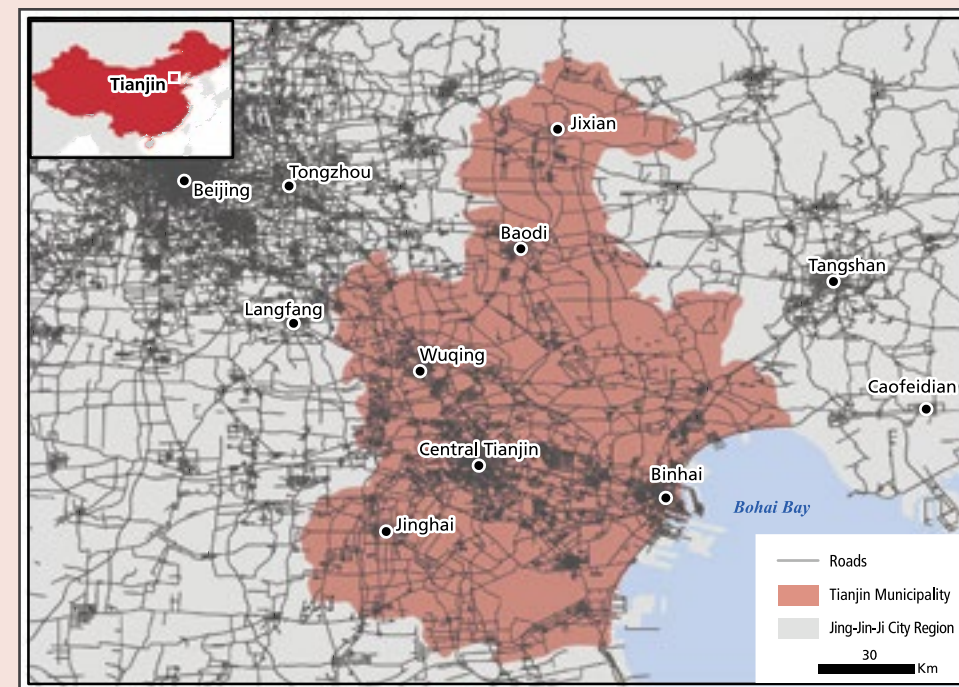 Tianjin
Jixian
Beijing
Tongzhou
Baodi
Tangshan
Langfang
Wuqing
Caofeidian
Central Tianjin
Binhai
Bohai Bay
Jinghai
Roads
Tianjin Municipality
Jing-Jin-Ji City Region
30
Km